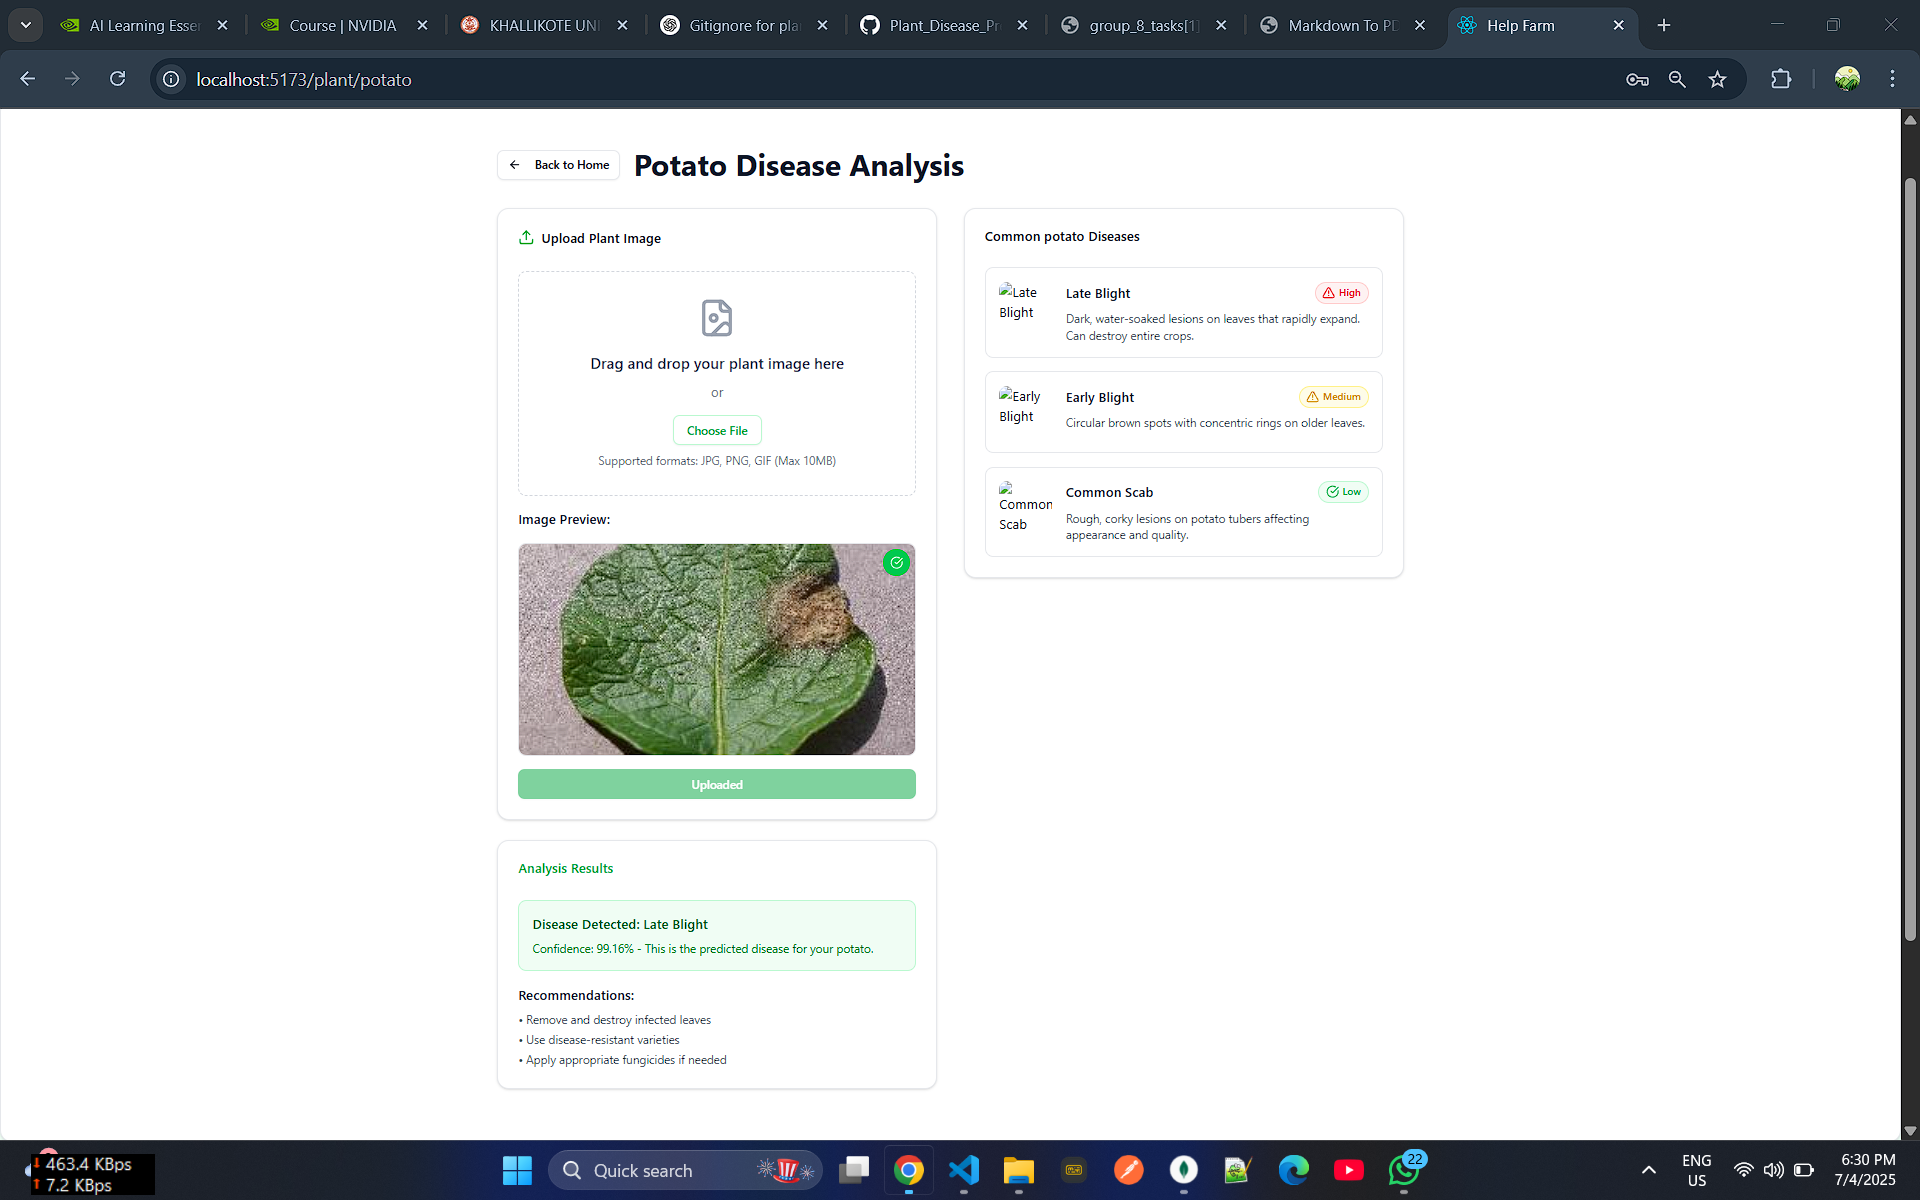 AI Learning Esse
Course | NVIDIA
KHALLIKOTE UNI
Gitignore for pla
Plant_Disease_Pr
group_8_tasks[1]
Markdown To PD
Help Farm
localhost:5173/plant/potato
Back to Home
Potato Disease Analysis
Upload Plant Image
Drag and drop your plant image here
or
Choose File
Supported formats: JPG, PNG, GIF (Max 10MB)
Image Preview:
Uploaded
Analysis Results
Disease Detected: Late Blight
Confidence: 99.16% - This is the predicted disease for your potato.
Recommendations:
• Remove and destroy infected leaves
• Use disease-resistant varieties
• Apply appropriate fungicides if needed
Common potato Diseases
Late
Blight
Late Blight
High
Dark, water-soaked lesions on leaves that rapidly expand.
Can destroy entire crops.
Early
Blight
Early Blight
Medium
Circular brown spots with concentric rings on older leaves.
Common
Scab
Common Scab
Low
Rough, corky lesions on potato tubers affecting
appearance and quality.
463.4 KBps
7.2 KBps
Quick search
22
ENG
US
6:30 PM
7/4/2025